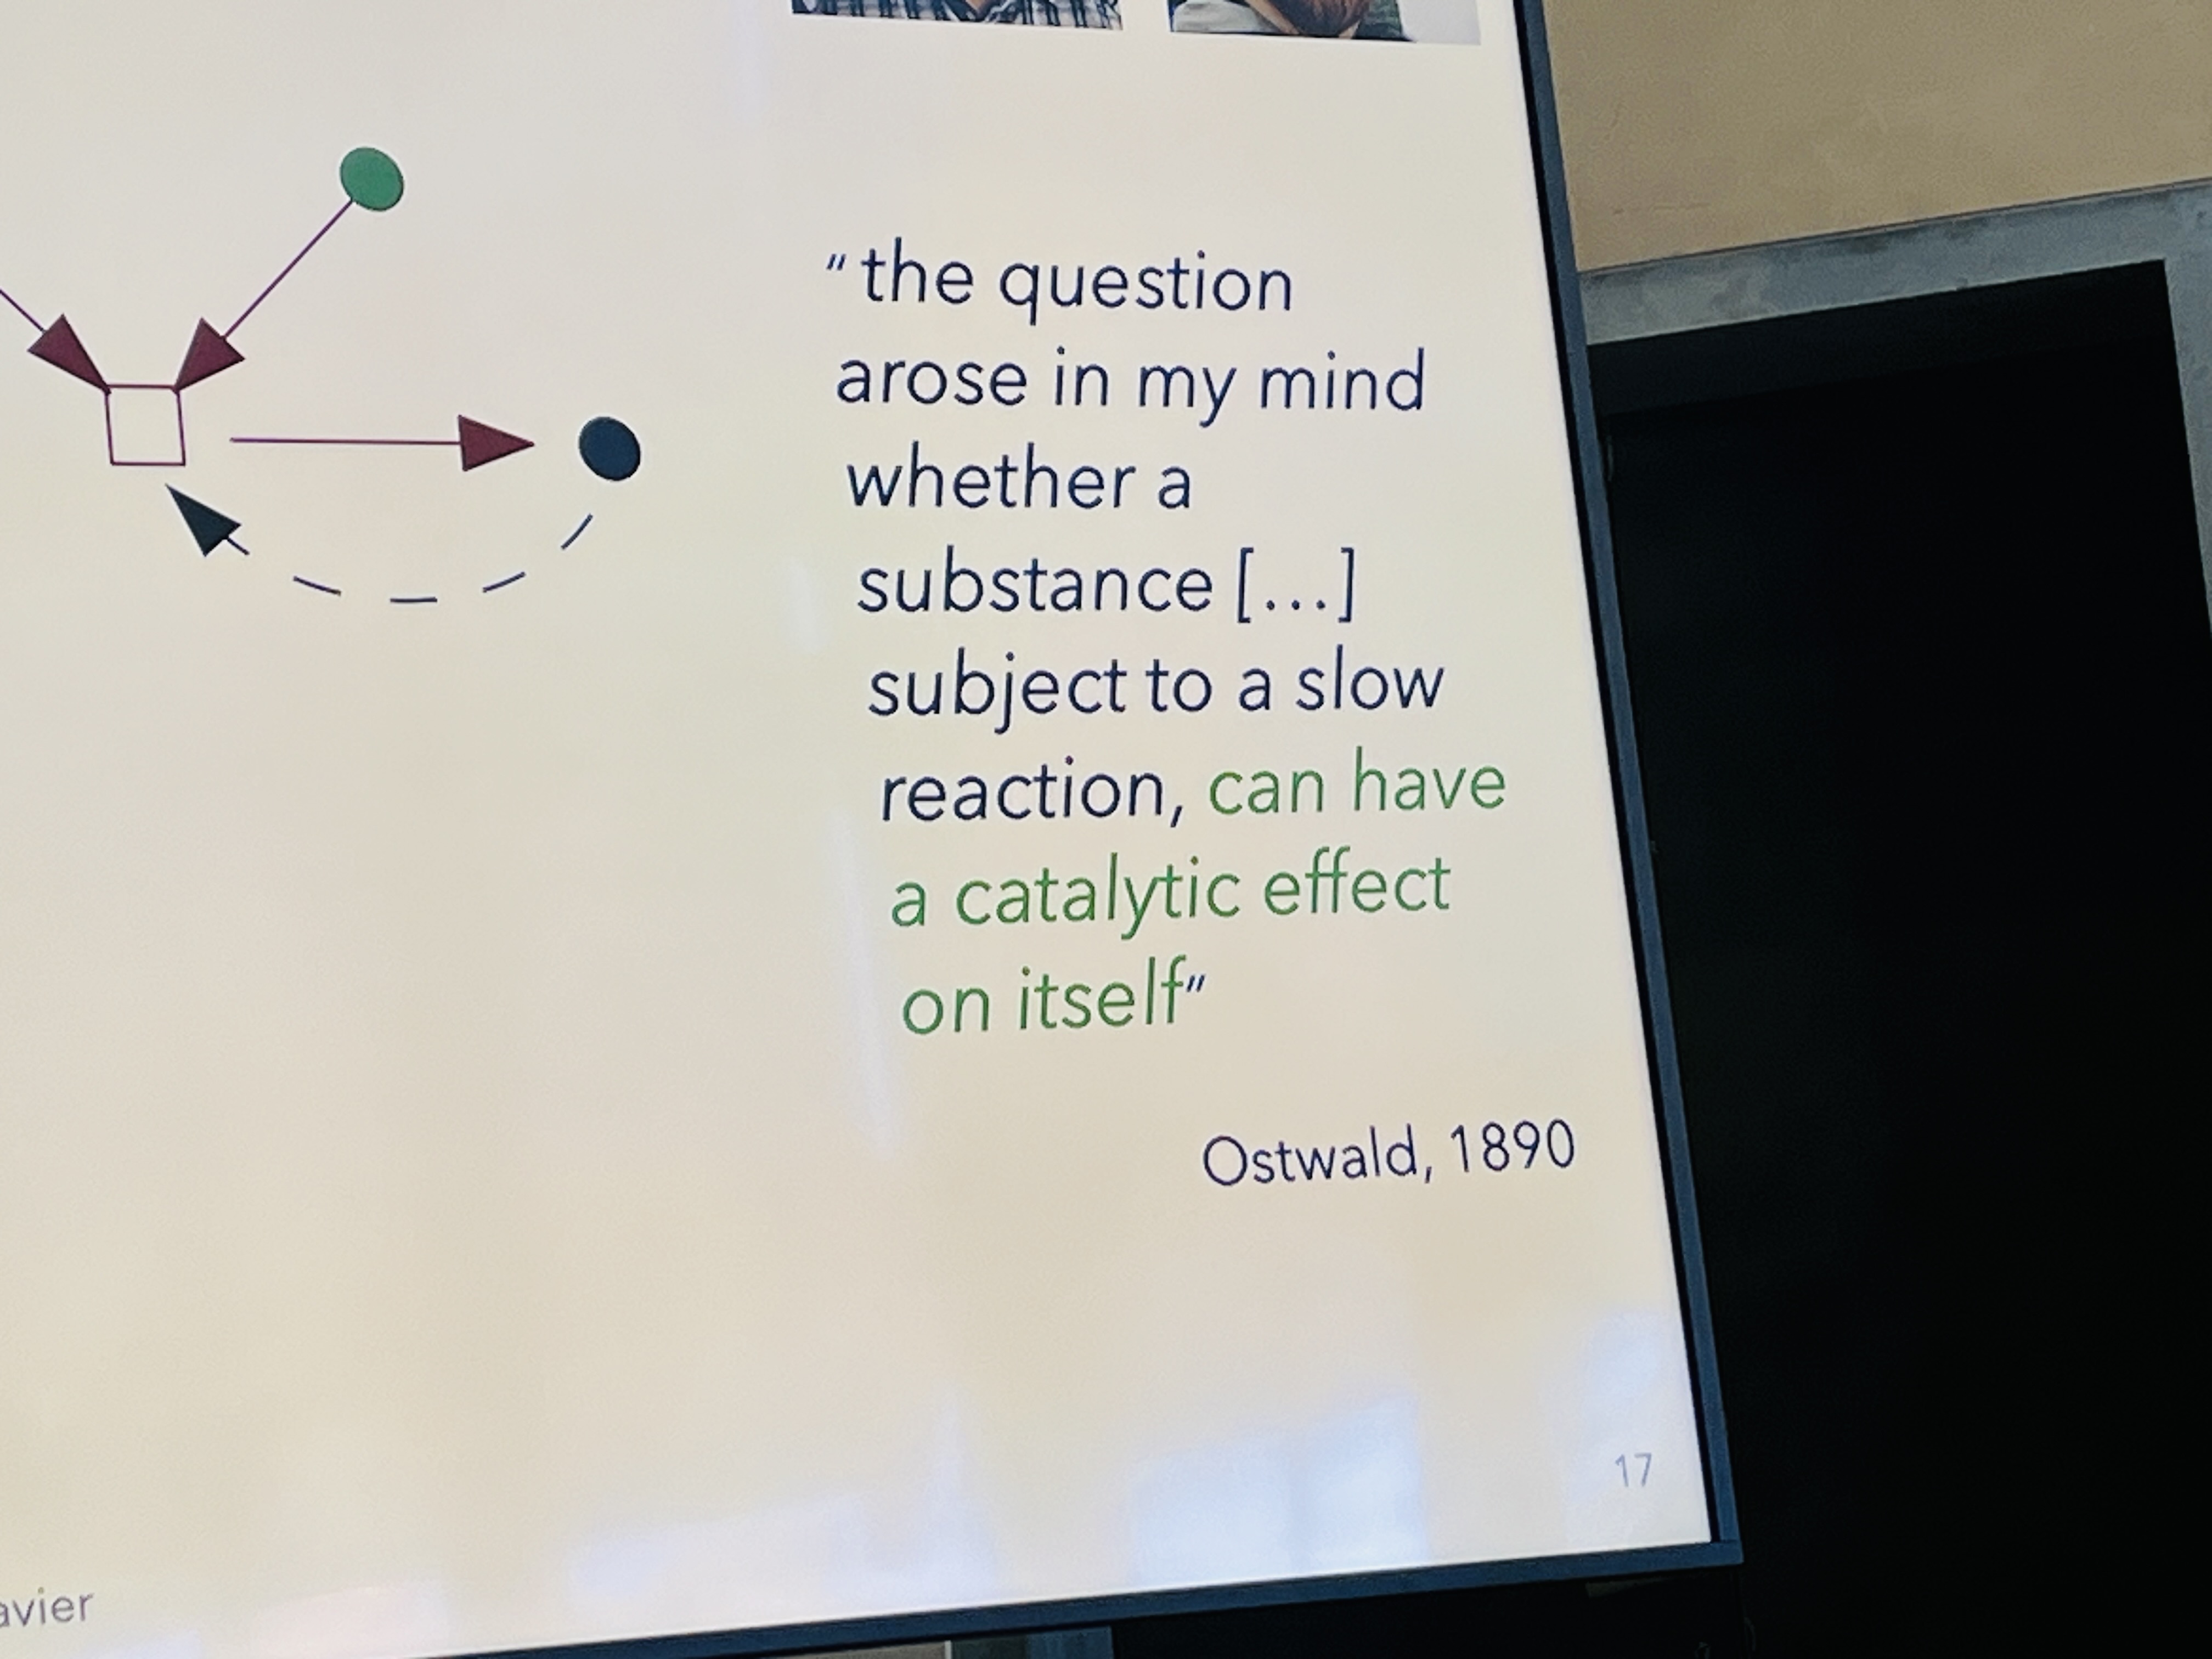 "the question
arose in my mind
whether a
substance [...]
subject to a slow
reaction, can have
a catalytic effect
on itself"
Ostwald, 1890
17
avier